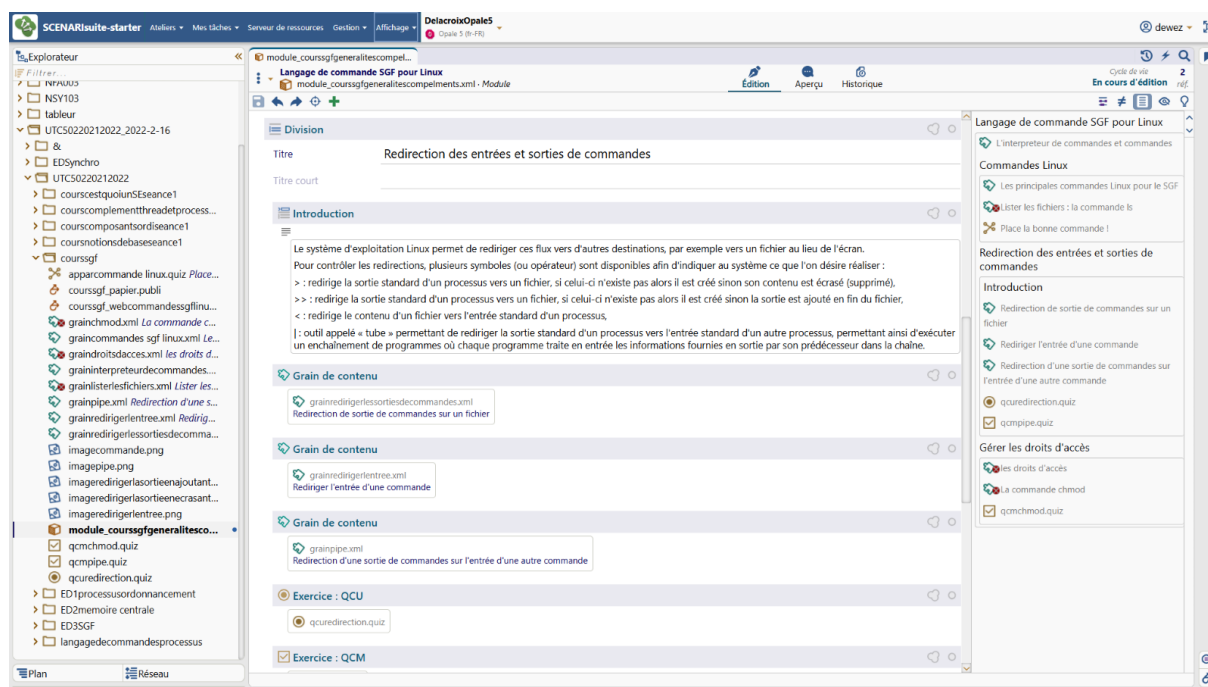 SCENARIsuite-starter Ateliers Mes tâches Serveur de ressources Gestion Affichage DelacroixOpale5
Opale 5 (fr-FR)
dewez
Explorateur
Filtrer...
NFA003
NSY103
tableur
UTC50220212022_2022-2-16
&
EDSynchro
UTC50220212022
courscestquoiunSEseance1
courscomplementthreadetprocess...
courscomposantsordiseance1
coursnotionsdebaseseance1
courssgf
apparcommande linux.quiz Place...
courssgf_papier.publi
courssgf_webcommandessgflinu...
grainchmod.xml La commande c...
graincommandes sgf linux.xml Le...
graindroitsdacces.xml les droits d...
graininterpreteurdecommandes....
grainlisterlesfichiers.xml Lister les...
grainpipe.xml Redirection d'une s...
grainredirigerlentree.xml Redirig...
grainredirigerlessortiesdecomma...
imagecommande.png
imagepipe.png
imageredirigerlasortieenajoutant...
imageredirigerlasortieenecrasant...
imageredirigerlentree.png
module_courssgfgeneralitesco...
qcmchmod.quiz
qcmpipe.quiz
qcuredirection.quiz
ED1processusordonnancement
ED2memoire centrale
ED3SGF
langagedecommandesprocessus
Plan Réseau
module_courssgfgeneralitescompel...
Langage de commande SGF pour Linux
module_courssgfgeneralitescompelments.xml · Module
Édition Aperçu Historique
Cycle de vie 2
En cours d'édition réf.
Division
Titre Redirection des entrées et sorties de commandes
Titre court
Introduction
Le système d'exploitation Linux permet de rediriger ces flux vers d'autres destinations, par exemple vers un fichier au lieu de l'écran.
Pour contrôler les redirections, plusieurs symboles (ou opérateur) sont disponibles afin d'indiquer au système ce que l'on désire réaliser :
> : redirige la sortie standard d'un processus vers un fichier, si celui-ci n'existe pas alors il est créé sinon son contenu est écrasé (supprimé),
>> : redirige la sortie standard d'un processus vers un fichier, si celui-ci n'existe pas alors il est créé sinon la sortie est ajouté en fin du fichier,
< : redirige le contenu d'un fichier vers l'entrée standard d'un processus,
| : outil appelé « tube » permettant de rediriger la sortie standard d'un processus vers l'entrée standard d'un autre processus, permettant ainsi d'exécuter
un enchaînement de programmes où chaque programme traite en entrée les informations fournies en sortie par son prédécesseur dans la chaîne.
Grain de contenu
grainredirigerlessortiesdecommandes.xml
Redirection de sortie de commandes sur un fichier
Grain de contenu
grainredirigerlentree.xml
Rediriger l'entrée d'une commande
Grain de contenu
grainpipe.xml
Redirection d'une sortie de commandes sur l'entrée d'une autre commande
Exercice : QCU
qcuredirection.quiz
Exercice : QCM
Langage de commande SGF pour Linux
L'interpreteur de commandes et commandes
Commandes Linux
Les principales commandes Linux pour le SGF
Lister les fichiers : la commande ls
Place la bonne commande !
Redirection des entrées et sorties de
commandes
Introduction
Redirection de sortie de commandes sur un
fichier
Rediriger l'entrée d'une commande
Redirection d'une sortie de commandes sur
l'entrée d'une autre commande
qcuredirection.quiz
qcmpipe.quiz
Gérer les droits d'accès
les droits d'accès
La commande chmod
qcmchmod.quiz